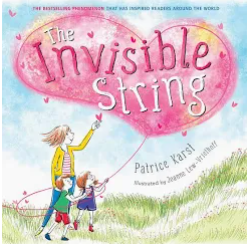 THE BESTSELLING PHENOMENON THAT HAS INSPIRED READERS AROUND THE WORLD
The
Invisible
String
Patrice Karst
Illustrated by Joanne Lew-Vriethoff